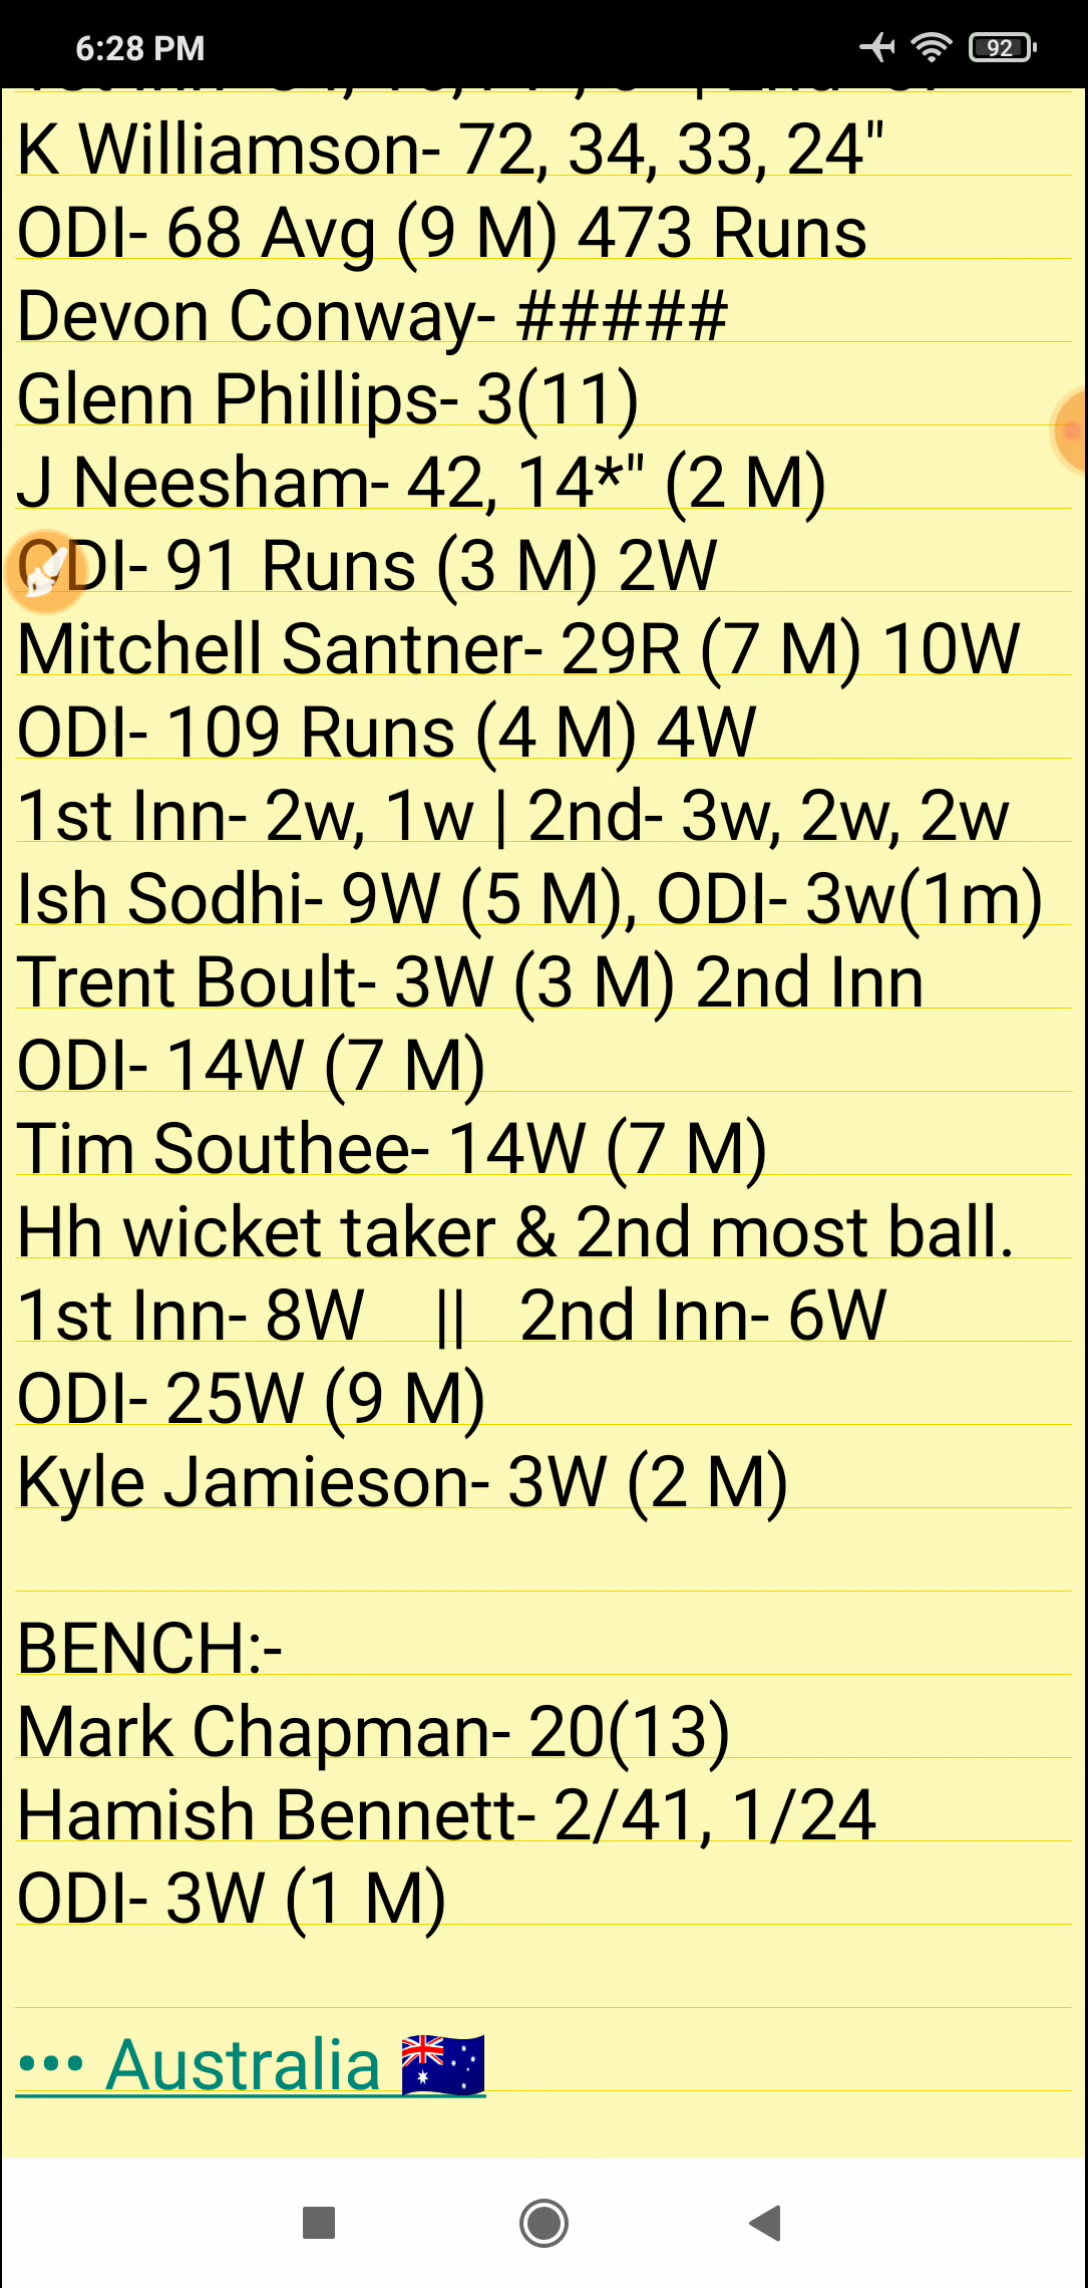 6:28 PM
92
K Williamson- 72, 34, 33, 24"
ODI- 68 Avg (9 M) 473 Runs
Devon Conway- #####
Glenn Phillips- 3(11)
J Neesham- 42, 14*" (2 M)
ODI- 91 Runs (3 M) 2W
Mitchell Santner- 29R (7 M) 10W
ODI- 109 Runs (4 M) 4W
1st Inn- 2w, 1w | 2nd- 3w, 2w, 2w
Ish Sodhi- 9W (5 M), ODI- 3w(1m)
Trent Boult- 3W (3 M) 2nd Inn
ODI- 14W (7 M)
Tim Southee- 14W (7 M)
Hh wicket taker & 2nd most ball.
1st Inn- 8W || 2nd Inn- 6W
ODI- 25W (9 M)
Kyle Jamieson- 3W (2 M)
BENCH:-
Mark Chapman- 20(13)
Hamish Bennett- 2/41, 1/24
ODI- 3W (1 M)
••• Australia 🇦🇺